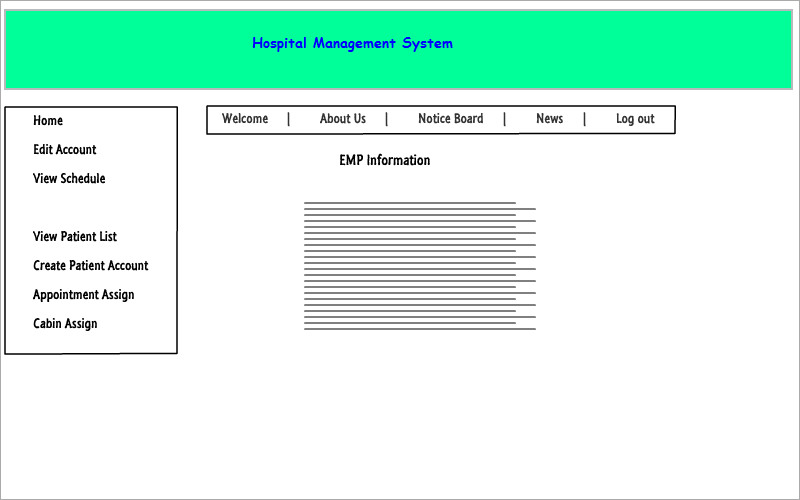 Hospital Management System
Home
Edit Account
View Schedule
View Patient List
Create Patient Account
Appointment Assign
Cabin Assign
Welcome | About Us | Notice Board | News | Log out
EMP Information